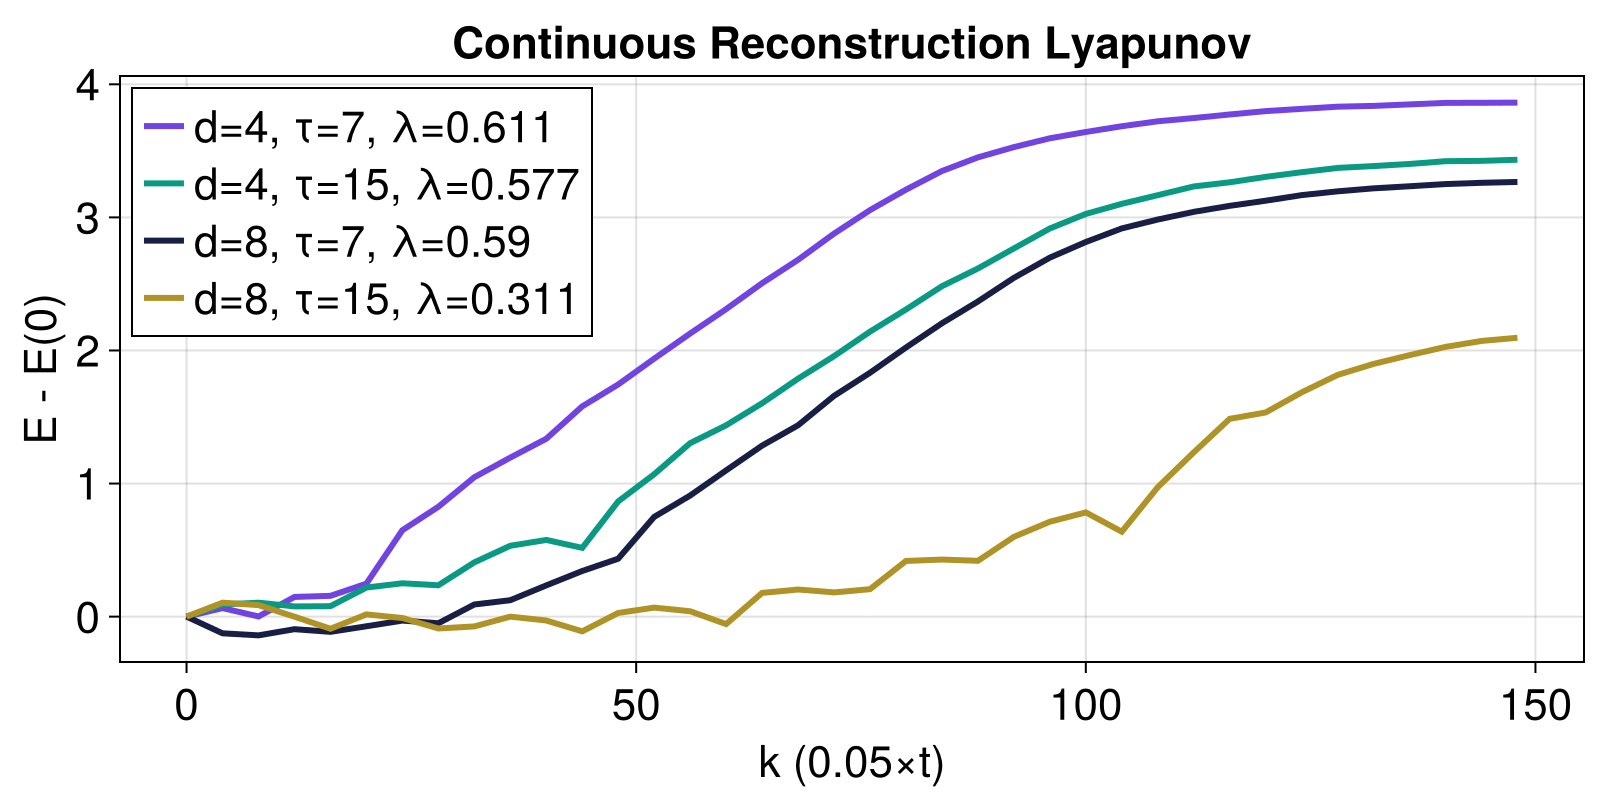 Continuous Reconstruction Lyapunov
4
3
2
1
0
E - E(0)
d=4, τ=7, λ=0.611
d=4, τ=15, λ=0.577
d=8, τ=7, λ=0.59
d=8, τ=15, λ=0.311
0
50
100
150
k (0.05×t)